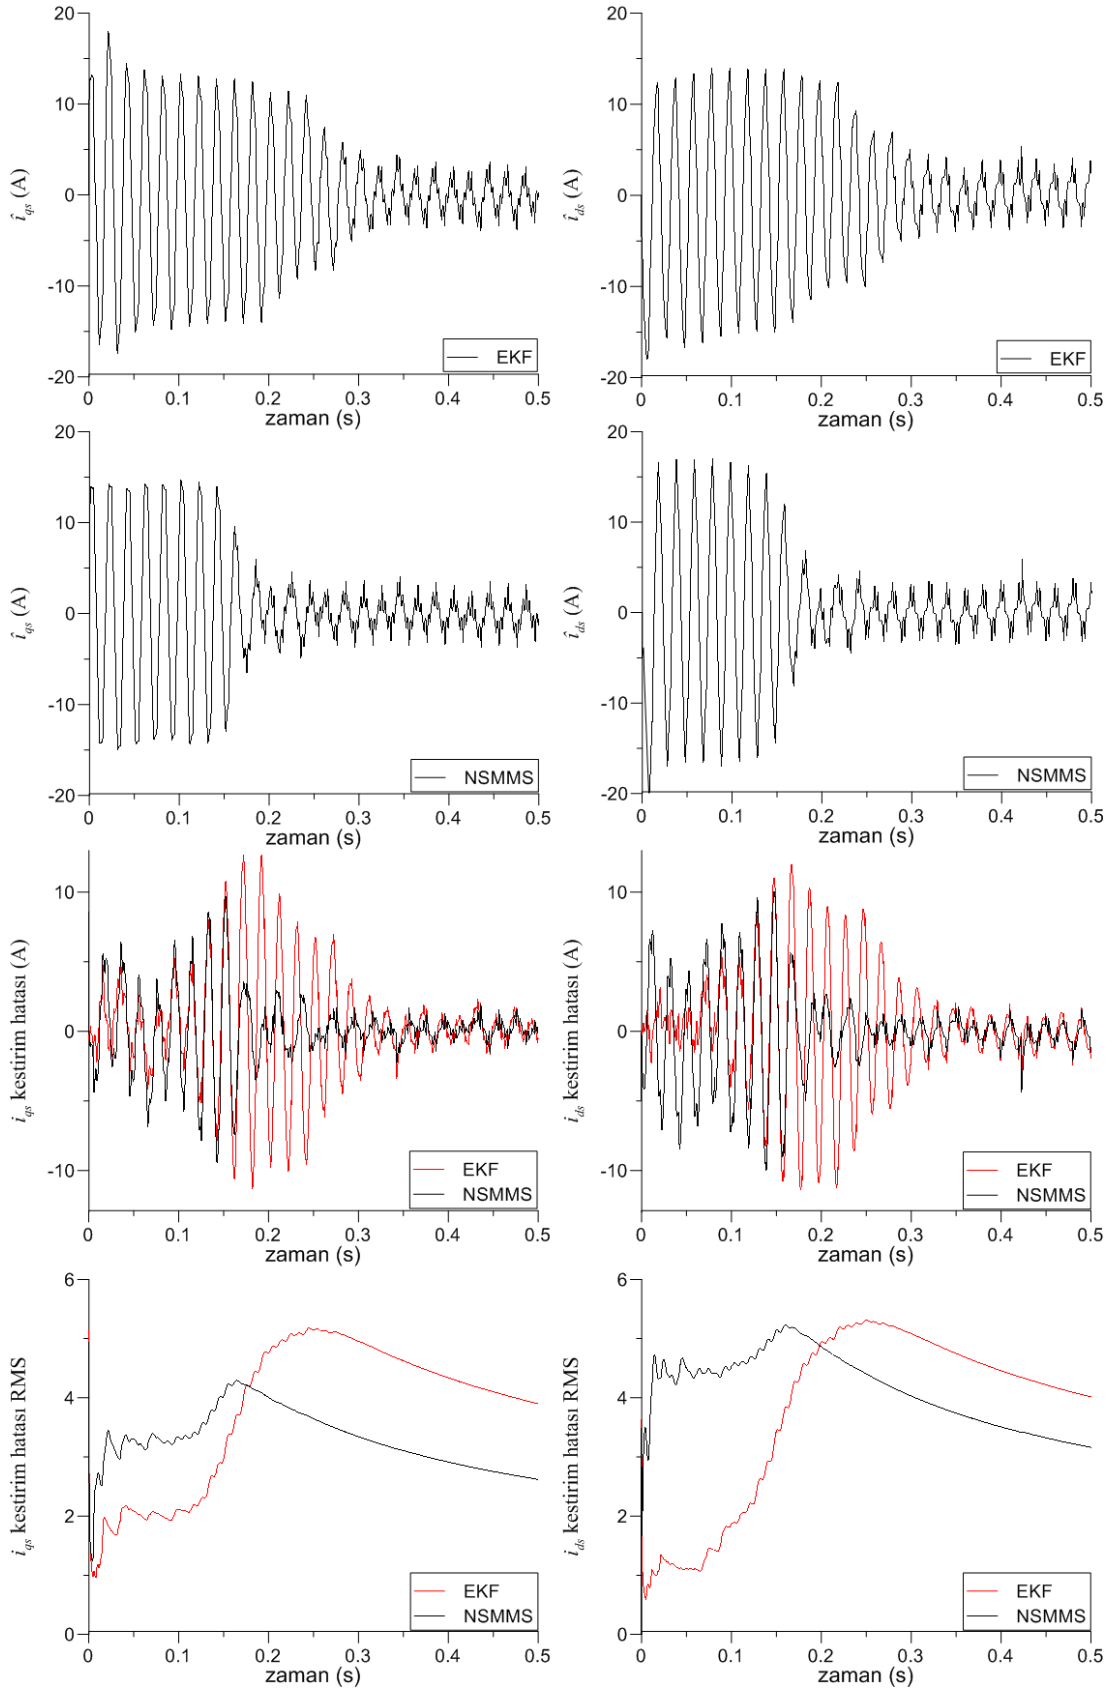 20
10
0
-10
-20
î_qs (A)
EKF
0 0.1 0.2 0.3 0.4 0.5
zaman (s)
20
10
0
-10
-20
î_ds (A)
EKF
0 0.1 0.2 0.3 0.4 0.5
zaman (s)
20
10
0
-10
-20
î_qs (A)
NSMMS
0 0.1 0.2 0.3 0.4 0.5
zaman (s)
20
10
0
-10
-20
î_ds (A)
NSMMS
0 0.1 0.2 0.3 0.4 0.5
zaman (s)
10
0
-10
i_qs kestirim hatası (A)
EKF
NSMMS
0 0.1 0.2 0.3 0.4 0.5
zaman (s)
10
0
-10
i_ds kestirim hatası (A)
EKF
NSMMS
0 0.1 0.2 0.3 0.4 0.5
zaman (s)
6
4
2
0
i_qs kestirim hatası RMS
EKF
NSMMS
0 0.1 0.2 0.3 0.4 0.5
zaman (s)
6
4
2
0
i_ds kestirim hatası RMS
EKF
NSMMS
0 0.1 0.2 0.3 0.4 0.5
zaman (s)